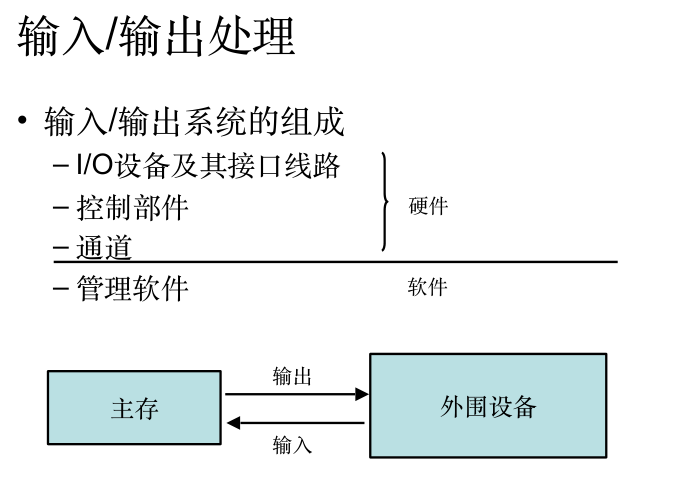 输入/输出处理
• 输入/输出系统的组成
– I/O设备及其接口线路
– 控制部件
硬件
– 通道
– 管理软件
软件
输出
主存
外围设备
输入